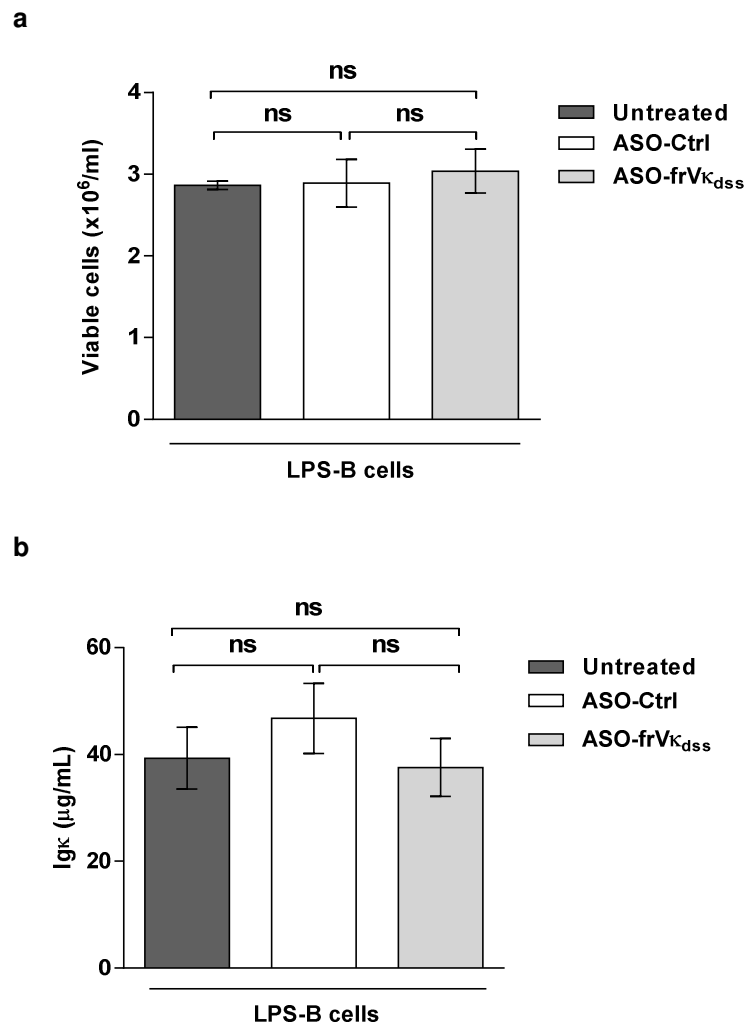 a
ns
ns ns
4
3
2
1
0
Viable cells (x10⁶/ml)
Untreated
ASO-Ctrl
ASO-frVκdss
LPS-B cells
b
ns
ns ns
60
40
20
0
Igκ (μg/mL)
Untreated
ASO-Ctrl
ASO-frVκdss
LPS-B cells